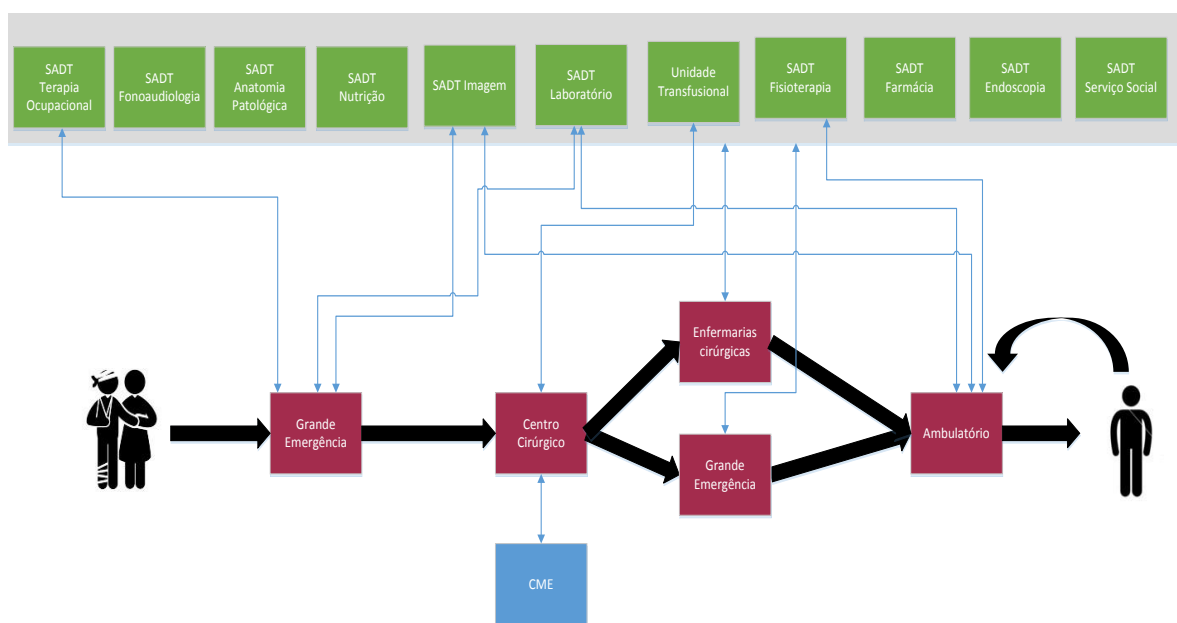 SADT
Terapia
Ocupacional
SADT
Fonoaudiologia
SADT
Anatomia
Patológica
SADT
Nutrição
SADT Imagem
SADT
Laboratório
Unidade
Transfusional
SADT
Fisioterapia
SADT
Farmácia
SADT
Endoscopia
SADT
Serviço Social
Enfermarias
cirúrgicas
Grande
Emergência
Centro
Cirúrgico
Grande
Emergência
Ambulatório
CME